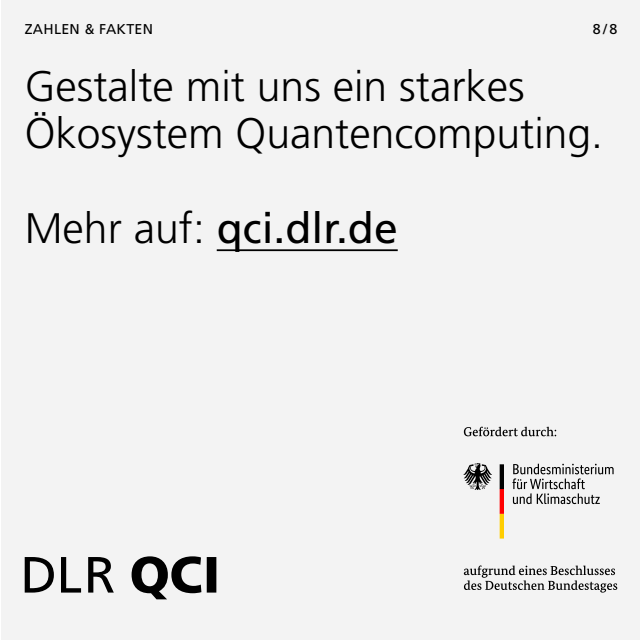 ZAHLEN & FAKTEN
8/8
Gestalte mit uns ein starkes
Ökosystem Quantencomputing.
Mehr auf: qci.dlr.de
Gefördert durch:
Bundesministerium
für Wirtschaft
und Klimaschutz
aufgrund eines Beschlusses
des Deutschen Bundestages
DLR QCI